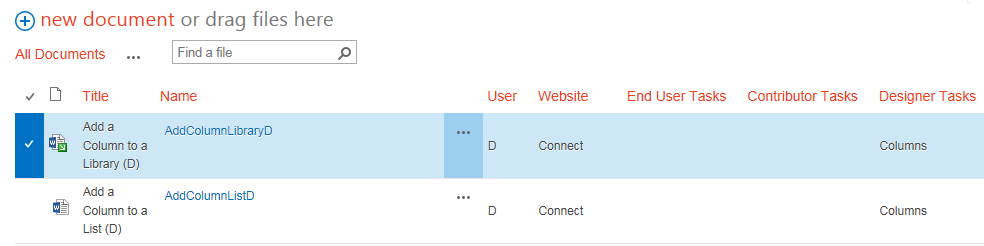 new document or drag files here
All Documents ... Find a file
Title Name User Website End User Tasks Contributor Tasks Designer Tasks
Add a
Column to a
Library (D)
AddColumnLibraryD ... D Connect Columns
Add a
Column to a
List (D)
AddColumnListD ... D Connect Columns